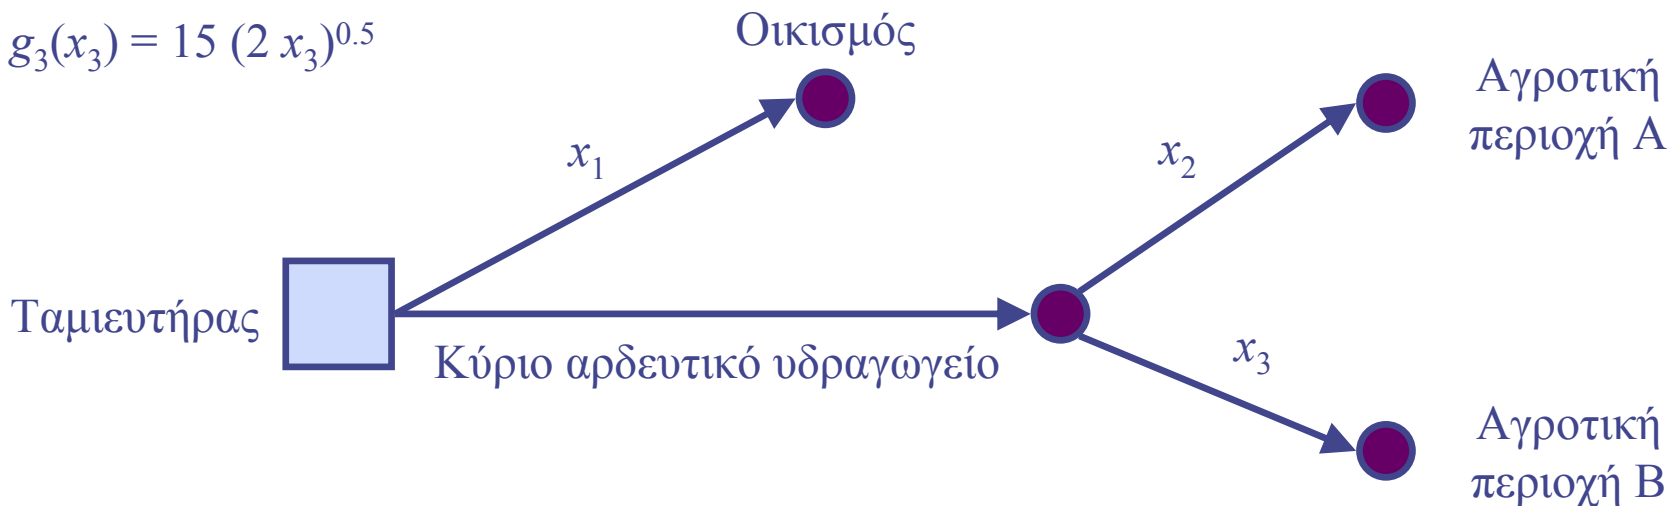 g₃(x₃) = 15 (2 x₃)⁰·⁵
Οικισμός
Αγροτική
περιοχή Α
x₁
x₂
Ταμιευτήρας
Κύριο αρδευτικό υδραγωγείο
x₃
Αγροτική
περιοχή Β